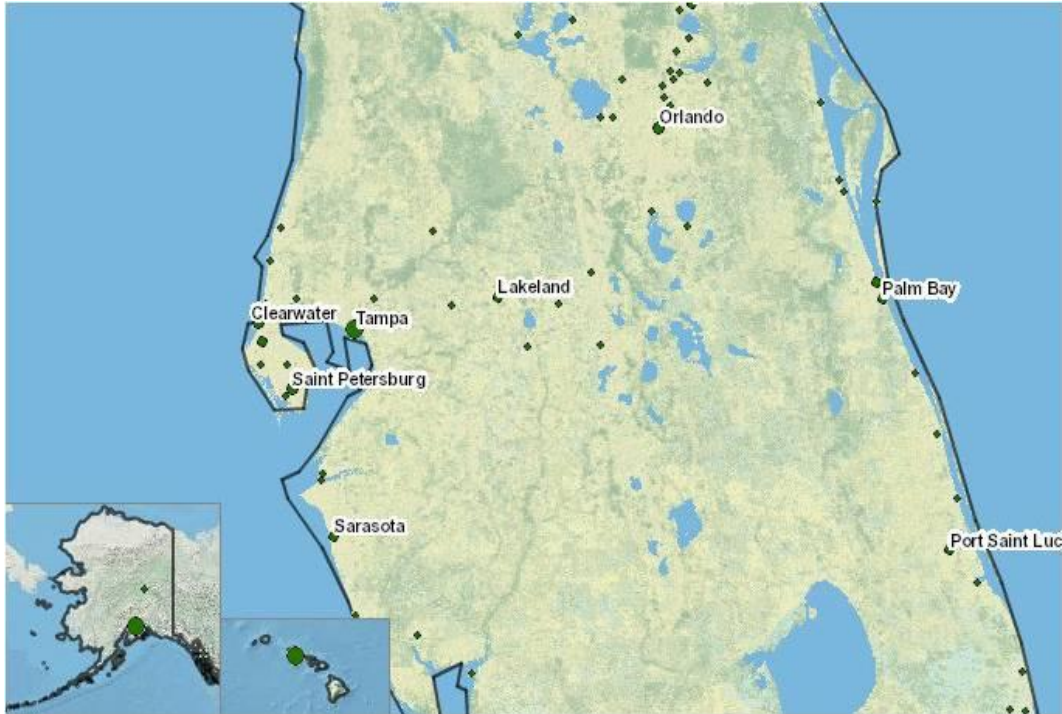 Orlando
Lakeland
Palm Bay
Clearwater
Tampa
Saint Petersburg
Sarasota
Port Saint Luc